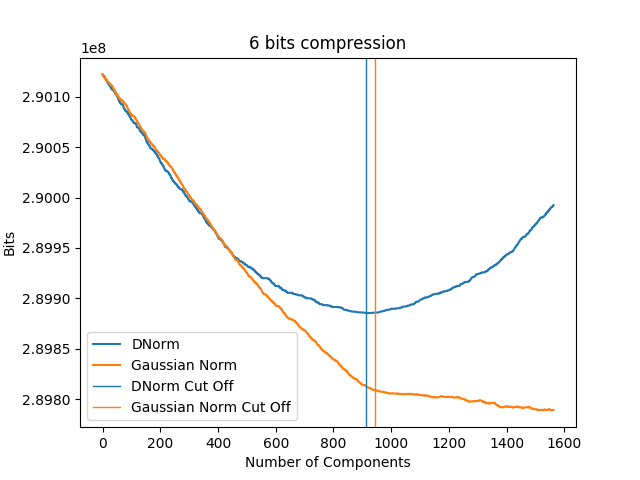 6 bits compression
1e8
2.9010
2.9005
2.9000
2.8995
2.8990
2.8985
2.8980
Bits
DNorm
Gaussian Norm
DNorm Cut Off
Gaussian Norm Cut Off
0 200 400 600 800 1000 1200 1400 1600
Number of Components